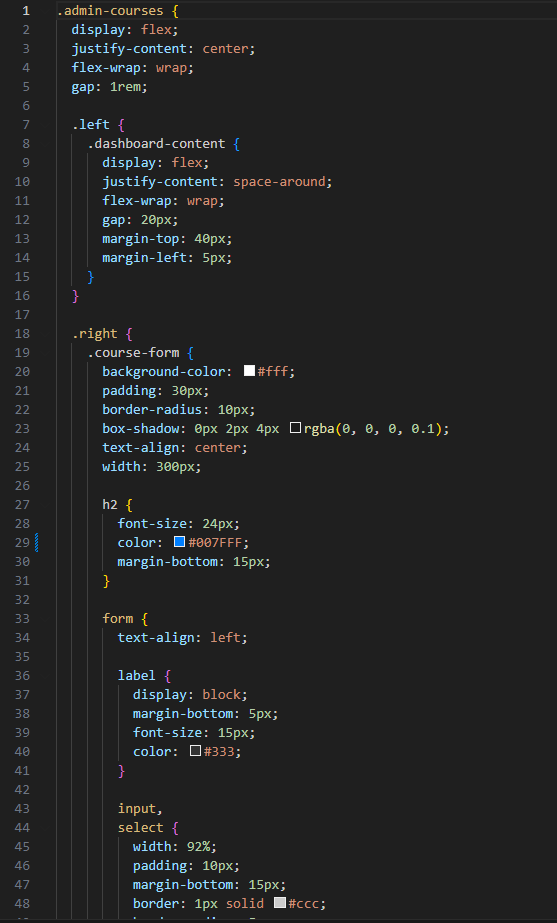 1 .admin-courses {
2 display: flex;
3 justify-content: center;
4 flex-wrap: wrap;
5 gap: 1rem;
6
7 .left {
8 .dashboard-content {
9 display: flex;
10 justify-content: space-around;
11 flex-wrap: wrap;
12 gap: 20px;
13 margin-top: 40px;
14 margin-left: 5px;
15 }
16 }
17
18 .right {
19 .course-form {
20 background-color: #fff;
21 padding: 30px;
22 border-radius: 10px;
23 box-shadow: 0px 2px 4px rgba(0, 0, 0, 0.1);
24 text-align: center;
25 width: 300px;
26
27 h2 {
28 font-size: 24px;
29 color: #007FFF;
30 margin-bottom: 15px;
31 }
32
33 form {
34 text-align: left;
35
36 label {
37 display: block;
38 margin-bottom: 5px;
39 font-size: 15px;
40 color: #333;
41 }
42
43 input,
44 select {
45 width: 92%;
46 padding: 10px;
47 margin-bottom: 15px;
48 border: 1px solid #ccc;